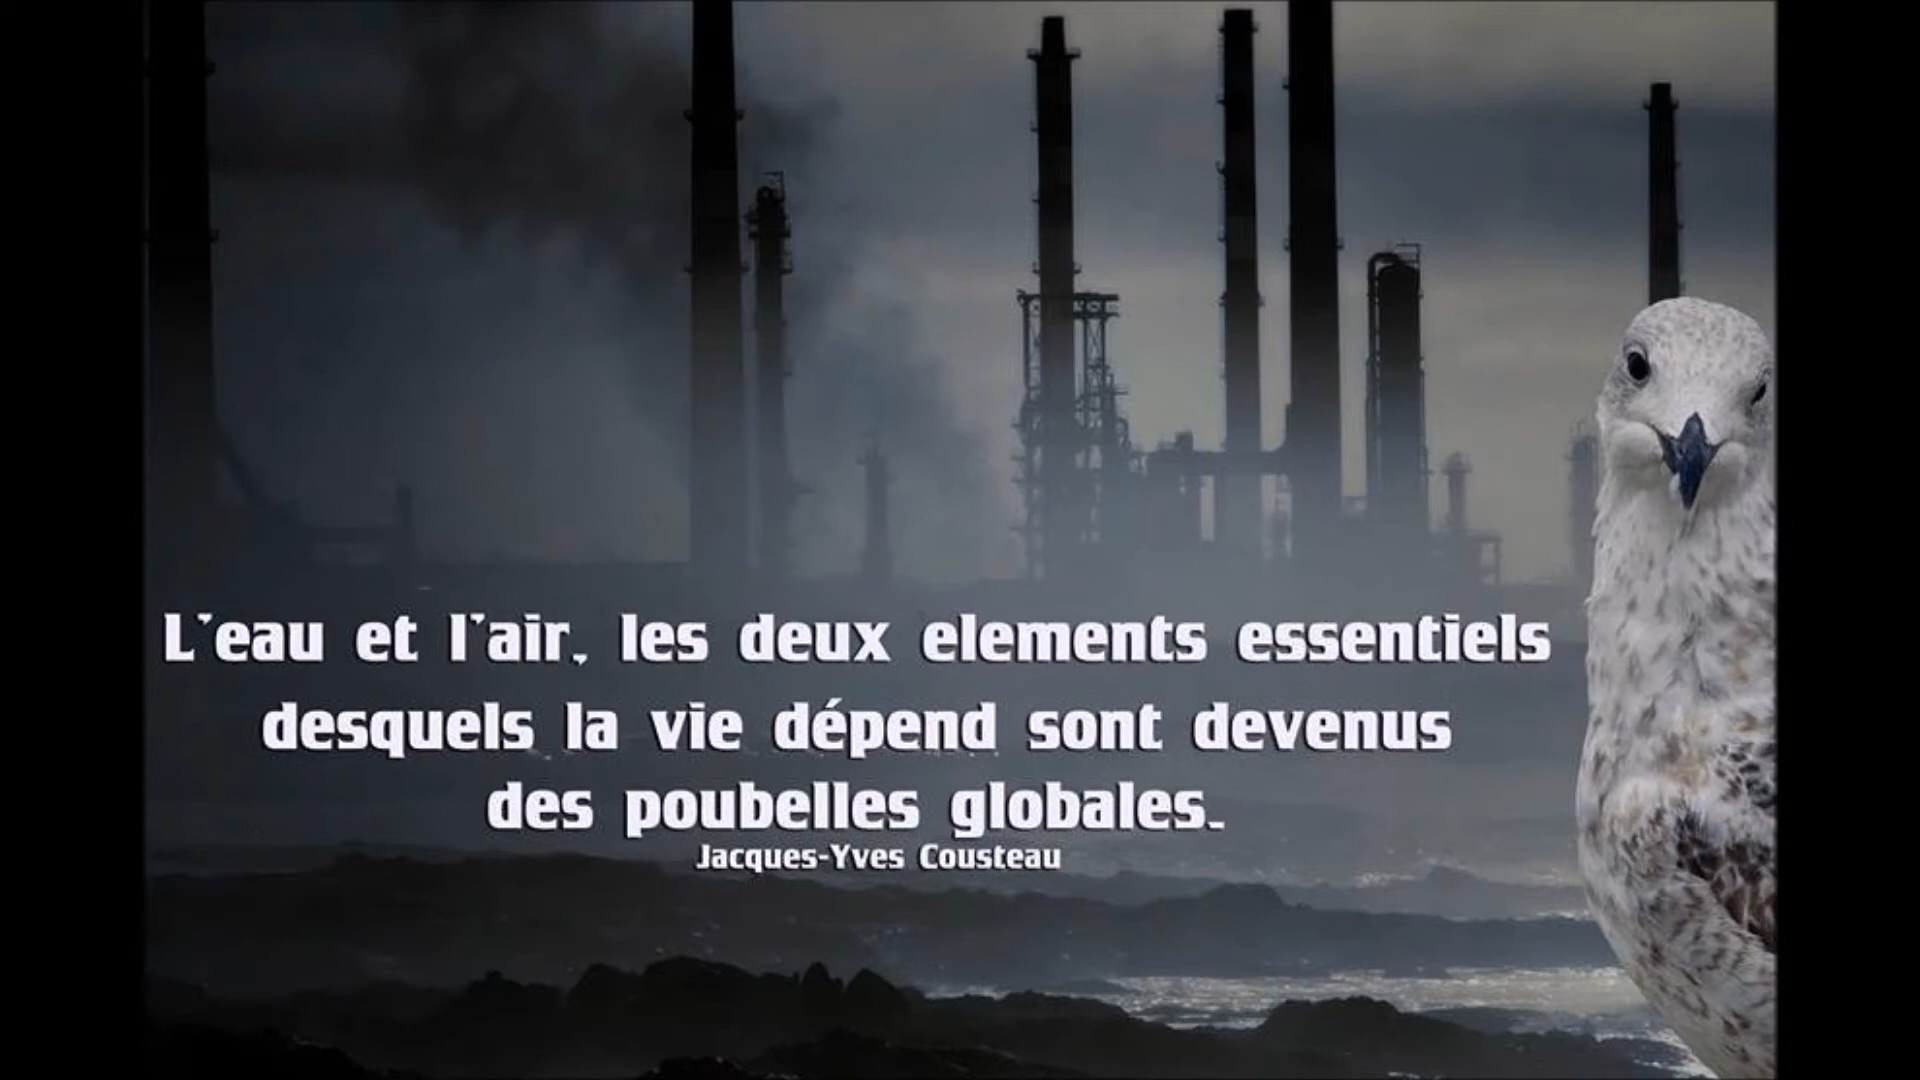 L'eau et l'air, les deux elements essentiels
desquels la vie dépend sont devenus
des poubelles globales.
Jacques-Yves Cousteau